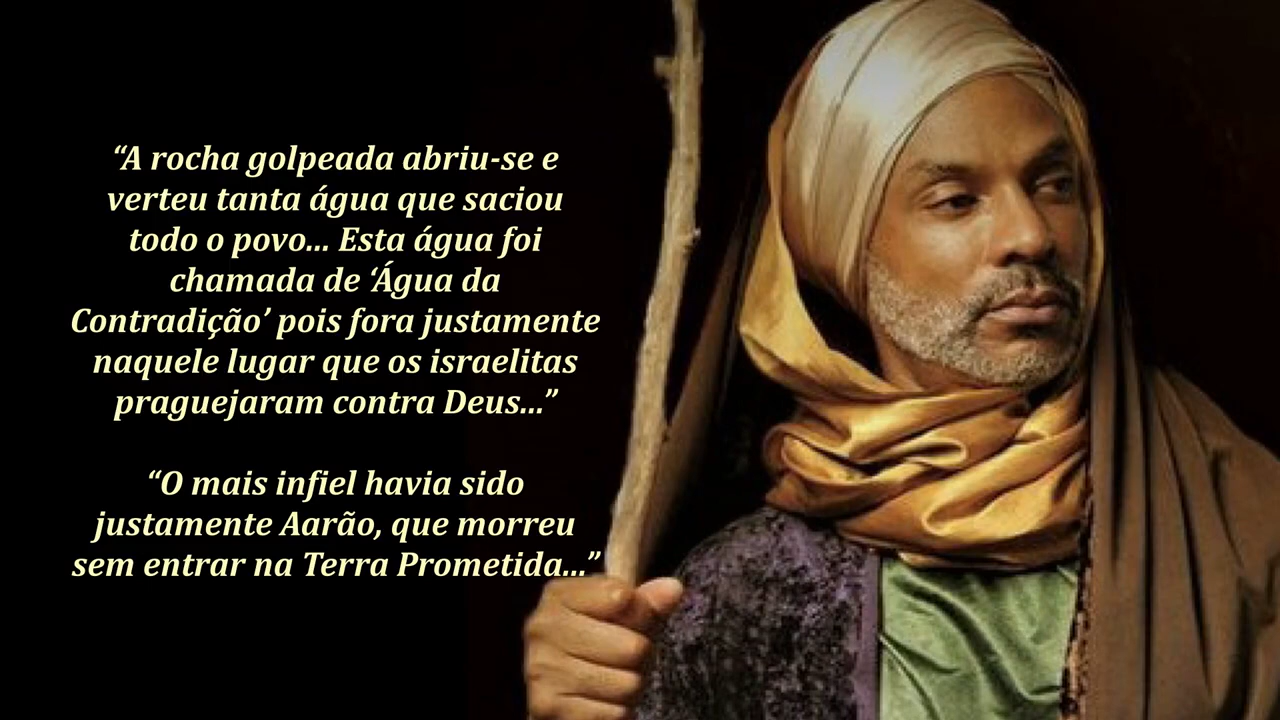 “A rocha golpeada abriu-se e
verteu tanta água que saciou
todo o povo... Esta água foi
chamada de ‘Água da
Contradição’ pois fora justamente
naquele lugar que os israelitas
praguejaram contra Deus...”
“O mais infiel havia sido
justamente Aarão, que morreu
sem entrar na Terra Prometida...”